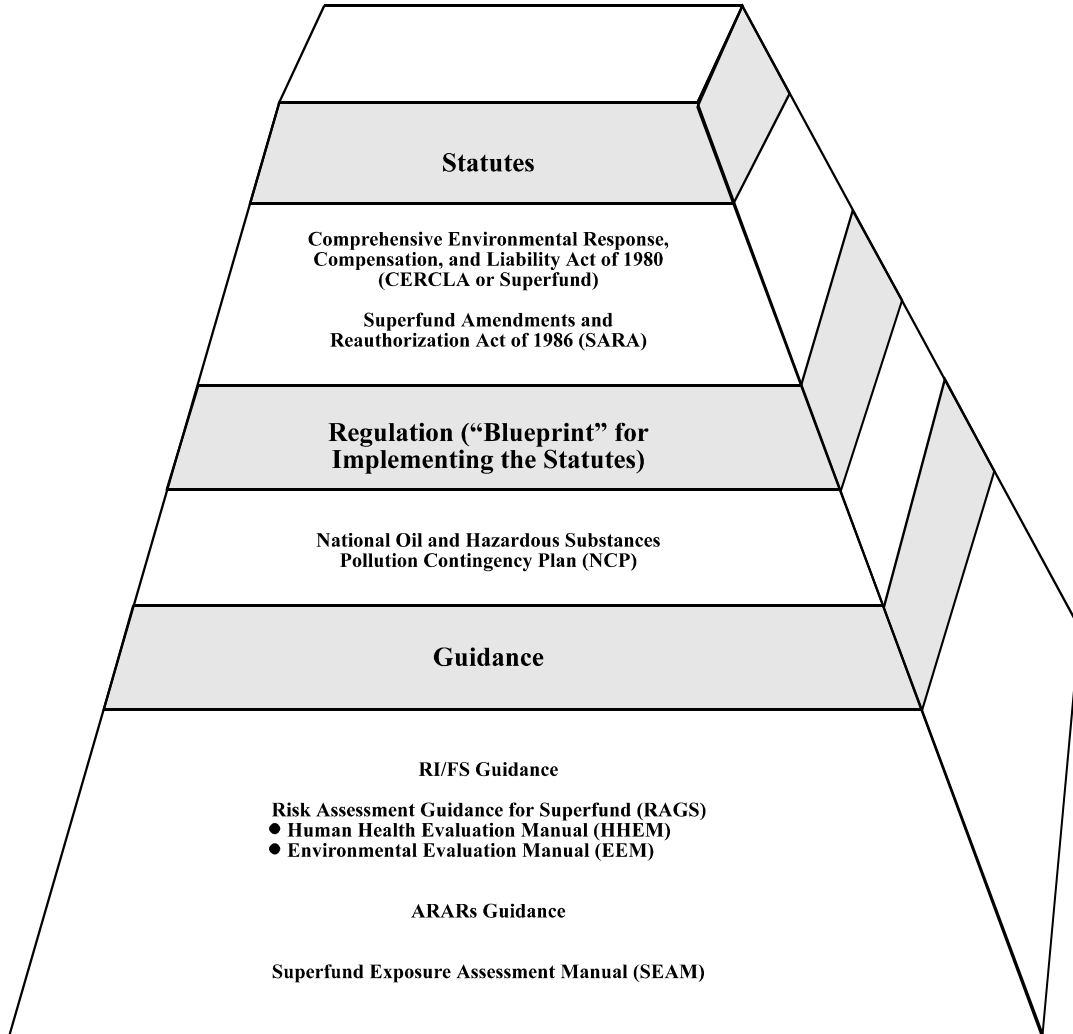 Statutes
Comprehensive Environmental Response,
Compensation, and Liability Act of 1980
(CERCLA or Superfund)
Superfund Amendments and
Reauthorization Act of 1986 (SARA)
Regulation (“Blueprint” for
Implementing the Statutes)
National Oil and Hazardous Substances
Pollution Contingency Plan (NCP)
Guidance
RI/FS Guidance
Risk Assessment Guidance for Superfund (RAGS)
● Human Health Evaluation Manual (HHEM)
● Environmental Evaluation Manual (EEM)
ARARs Guidance
Superfund Exposure Assessment Manual (SEAM)